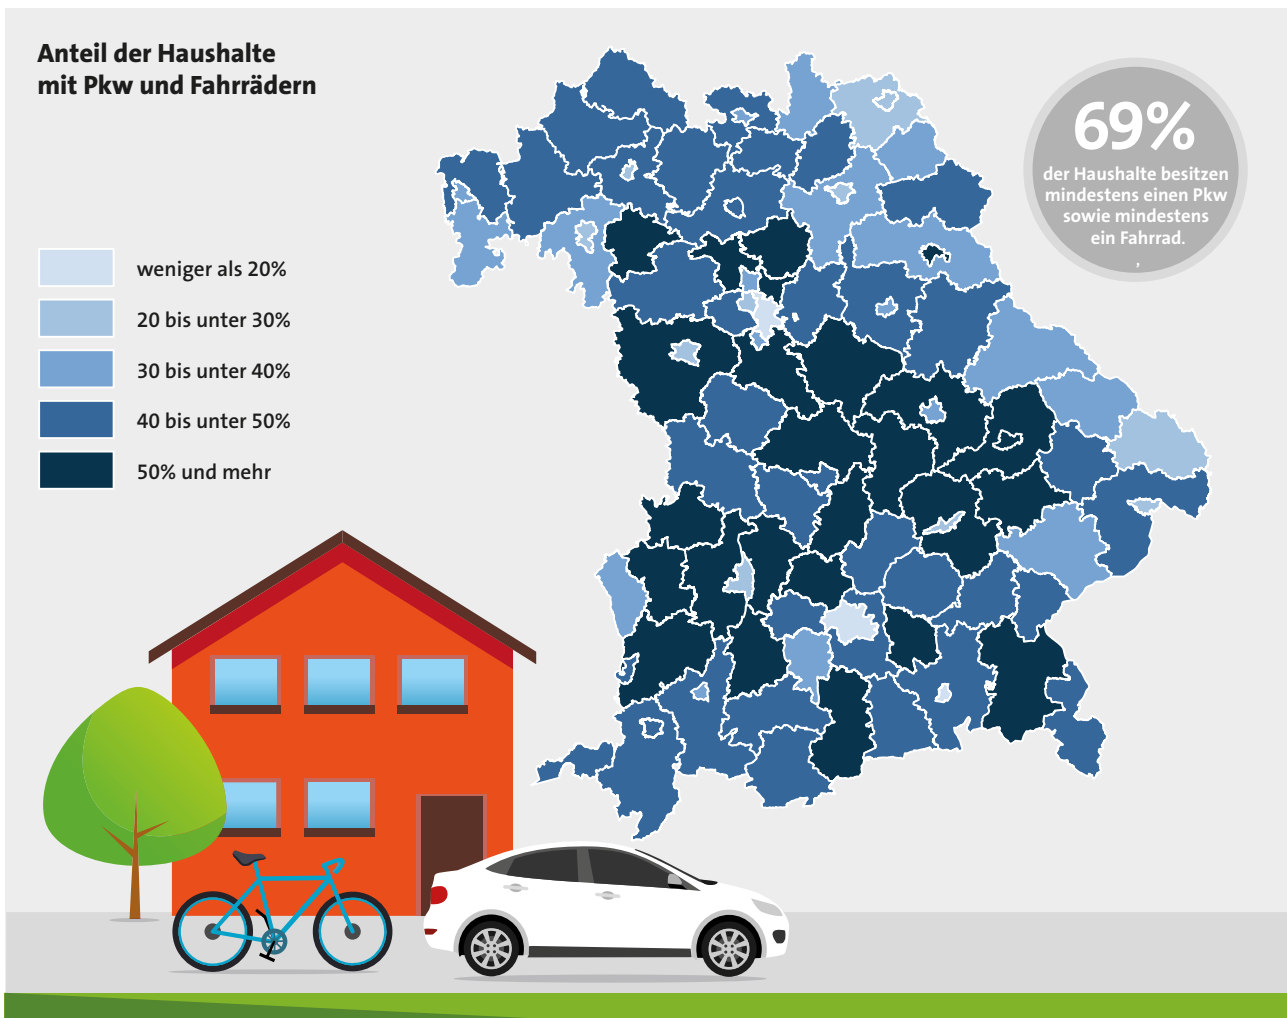 Anteil der Haushalte
mit Pkw und Fahrrädern
69%
der Haushalte besitzen
mindestens einen Pkw
sowie mindestens
ein Fahrrad.
,
weniger als 20%
20 bis unter 30%
30 bis unter 40%
40 bis unter 50%
50% und mehr